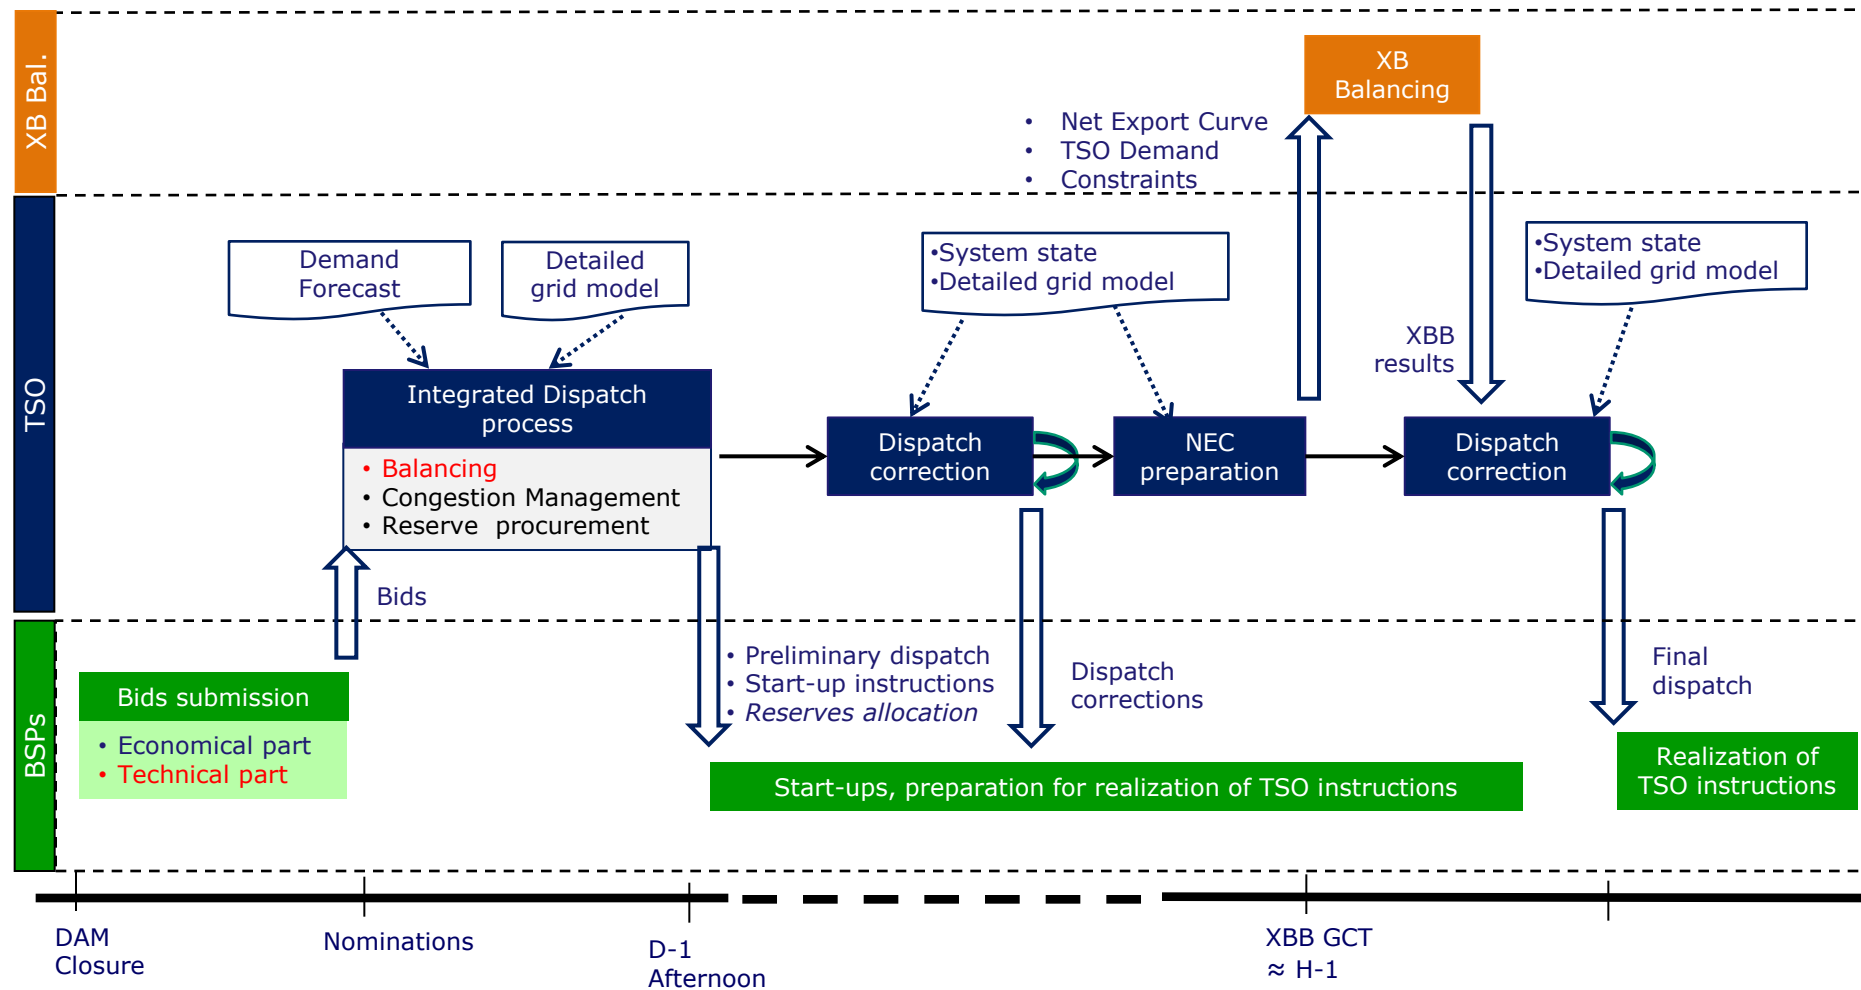 XB Bal.
XB
Balancing
• Net Export Curve
• TSO Demand
• Constraints
TSO
Demand
Forecast
Detailed
grid model
•System state
•Detailed grid model
•System state
•Detailed grid model
XBB
results
Integrated Dispatch
process
• Balancing
• Congestion Management
• Reserve procurement
Dispatch
correction
NEC
preparation
Dispatch
correction
Bids
BSPs
Bids submission
• Economical part
• Technical part
• Preliminary dispatch
• Start-up instructions
• Reserves allocation
Dispatch
corrections
Final
dispatch
Start-ups, preparation for realization of TSO instructions
Realization of
TSO instructions
DAM
Closure
Nominations
D-1
Afternoon
XBB GCT
≈ H-1